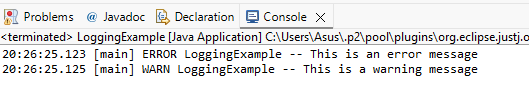 Problems @ Javadoc Declaration Console
<terminated> LoggingExample [Java Application] C:\Users\Asus\.p2\pool\plugins\org.eclipse.justj.o
20:26:25.123 [main] ERROR LoggingExample -- This is an error message
20:26:25.125 [main] WARN LoggingExample -- This is a warning message